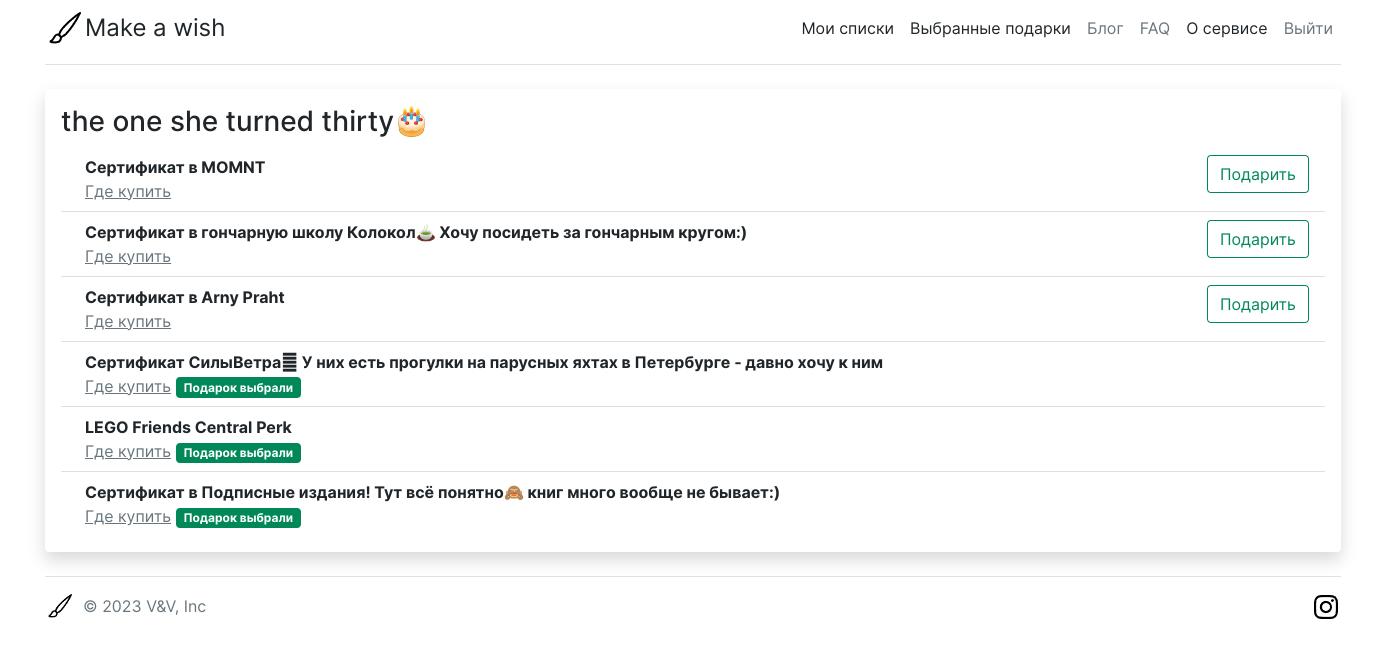 Make a wish
Мои списки Выбранные подарки Блог FAQ О сервисе Выйти
the one she turned thirty🎂
Сертификат в MOMNT
Где купить
Подарить
Сертификат в гончарную школу Колокол🍵 Хочу посидеть за гончарным кругом:)
Где купить
Подарить
Сертификат в Arny Praht
Где купить
Подарить
Сертификат СилыВетра𝌆 У них есть прогулки на парусных яхтах в Петербурге - давно хочу к ним
Где купить Подарок выбрали
LEGO Friends Central Perk
Где купить Подарок выбрали
Сертификат в Подписные издания! Тут всё понятно🙈 книг много вообще не бывает:)
Где купить Подарок выбрали
© 2023 V&V, Inc